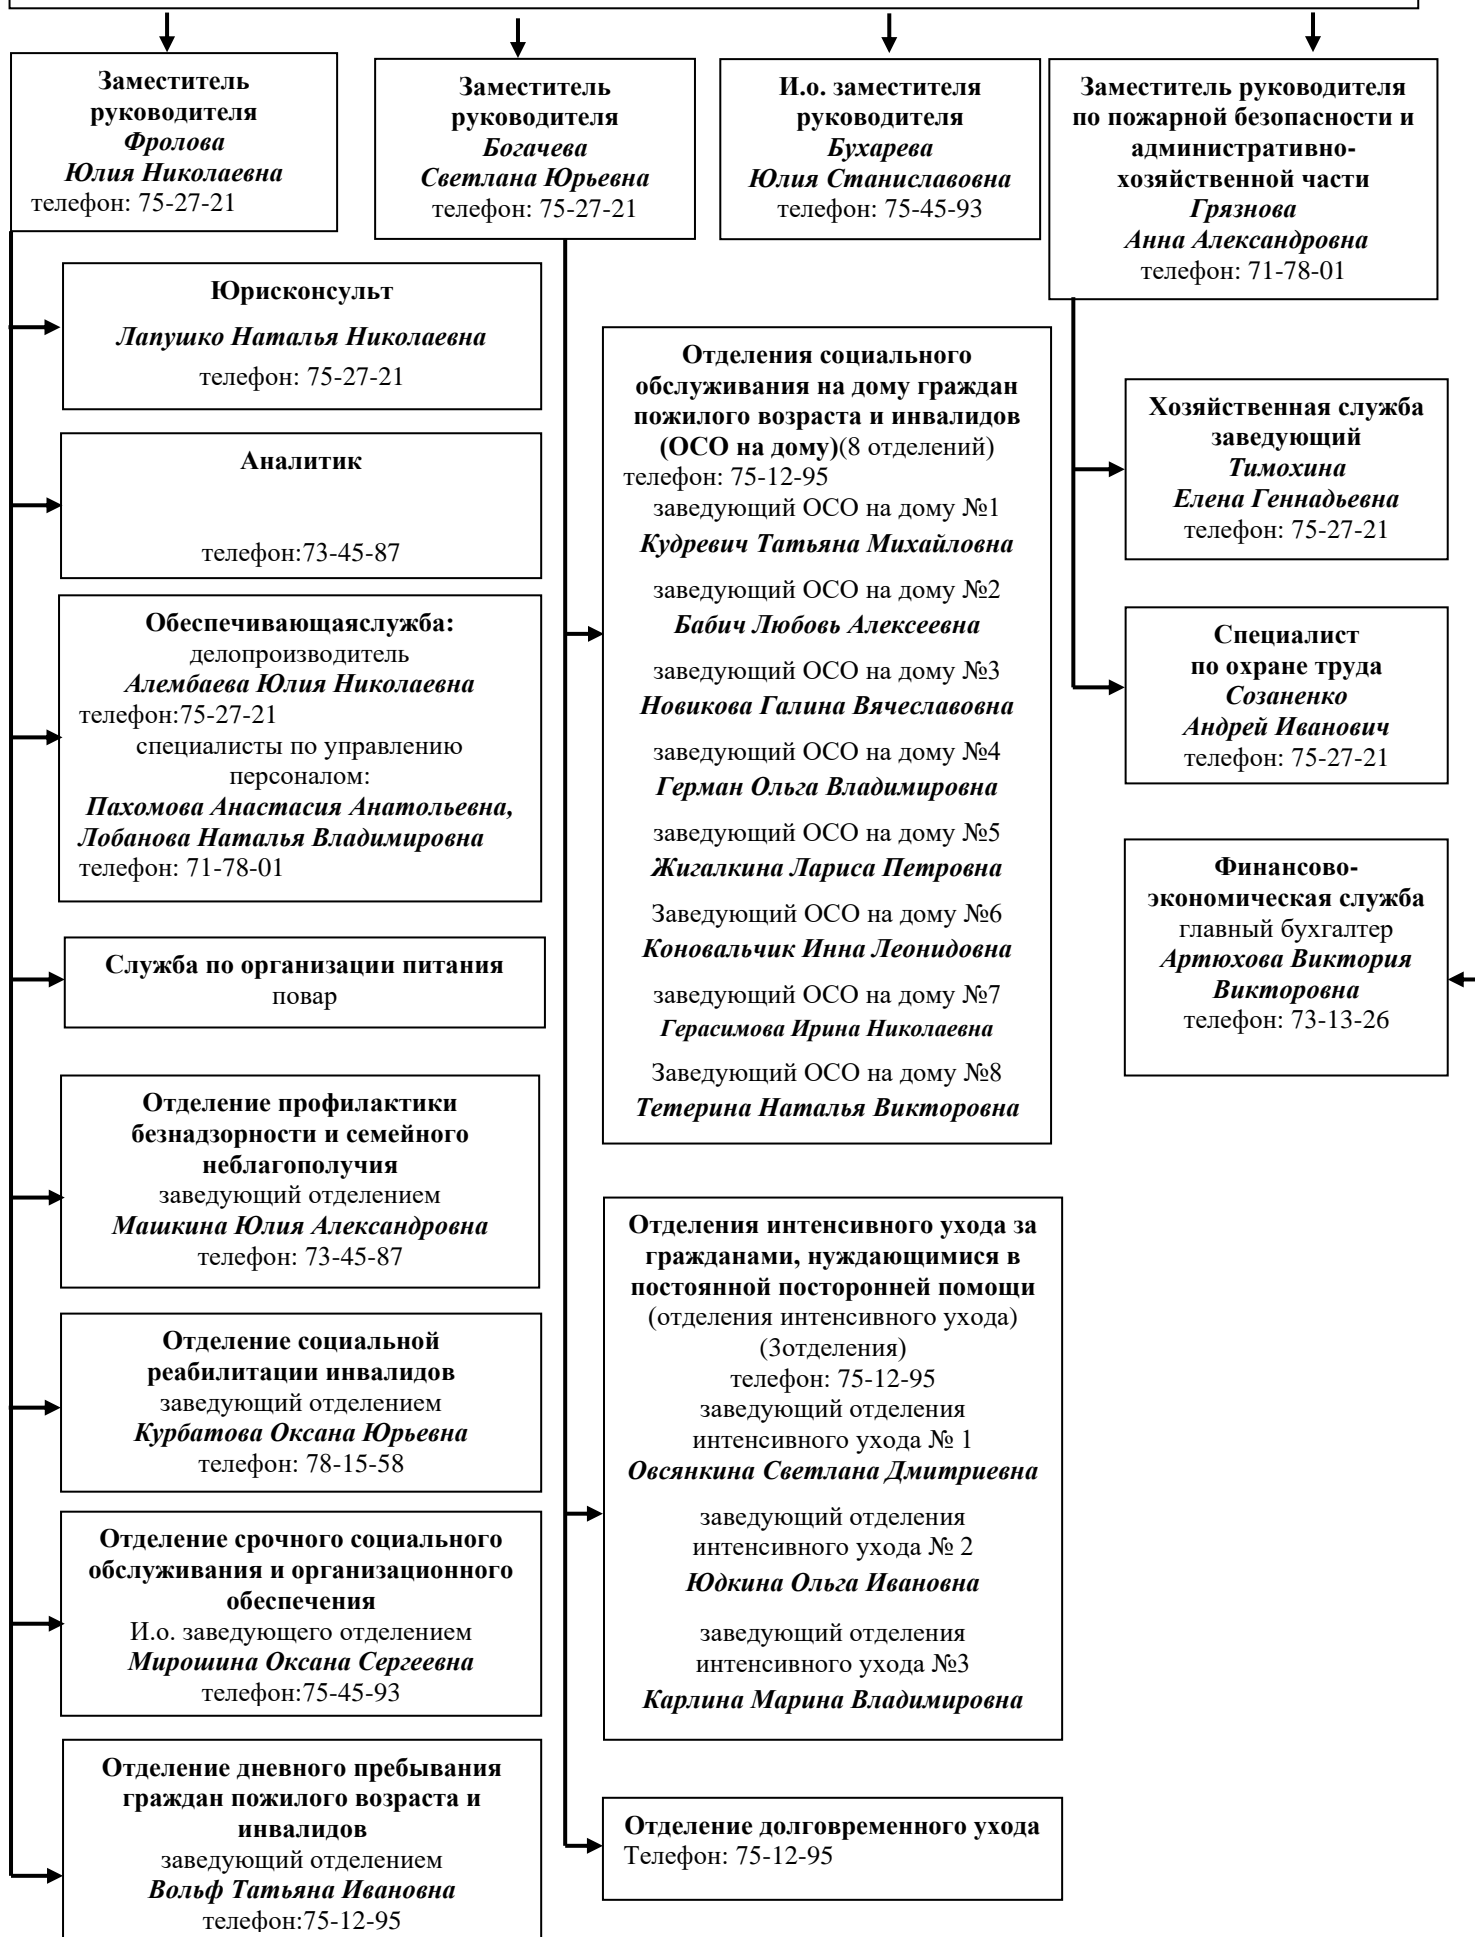 Заместитель
руководителя
Фролова
Юлия Николаевна
телефон: 75-27-21
Заместитель
руководителя
Богачева
Светлана Юрьевна
телефон: 75-27-21
И.о. заместителя
руководителя
Бухарева
Юлия Станиславовна
телефон: 75-45-93
Заместитель руководителя
по пожарной безопасности и
административно-
хозяйственной части
Грязнова
Анна Александровна
телефон: 71-78-01
Юрисконсульт
Лапушко Наталья Николаевна
телефон: 75-27-21
Аналитик
телефон:73-45-87
Обеспечивающаяслужба:
делопроизводитель
Алембаева Юлия Николаевна
телефон:75-27-21
специалисты по управлению
персоналом:
Пахомова Анастасия Анатольевна,
Лобанова Наталья Владимировна
телефон: 71-78-01
Служба по организации питания
повар
Отделение профилактики
безнадзорности и семейного
неблагополучия
заведующий отделением
Машкина Юлия Александровна
телефон: 73-45-87
Отделение социальной
реабилитации инвалидов
заведующий отделением
Курбатова Оксана Юрьевна
телефон: 78-15-58
Отделение срочного социального
обслуживания и организационного
обеспечения
И.о. заведующего отделением
Мирошина Оксана Сергеевна
телефон:75-45-93
Отделение дневного пребывания
граждан пожилого возраста и
инвалидов
заведующий отделением
Вольф Татьяна Ивановна
телефон:75-12-95
Отделения социального
обслуживания на дому граждан
пожилого возраста и инвалидов
(ОСО на дому)(8 отделений)
телефон: 75-12-95
заведующий ОСО на дому №1
Кудревич Татьяна Михайловна
заведующий ОСО на дому №2
Бабич Любовь Алексеевна
заведующий ОСО на дому №3
Новикова Галина Вячеславовна
заведующий ОСО на дому №4
Герман Ольга Владимировна
заведующий ОСО на дому №5
Жигалкина Лариса Петровна
Заведующий ОСО на дому №6
Коновальчик Инна Леонидовна
заведующий ОСО на дому №7
Герасимова Ирина Николаевна
Заведующий ОСО на дому №8
Тетерина Наталья Викторовна
Отделения интенсивного ухода за
гражданами, нуждающимися в
постоянной посторонней помощи
(отделения интенсивного ухода)
(3отделения)
телефон: 75-12-95
заведующий отделения
интенсивного ухода № 1
Овсянкина Светлана Дмитриевна
заведующий отделения
интенсивного ухода № 2
Юдкина Ольга Ивановна
заведующий отделения
интенсивного ухода №3
Карлина Марина Владимировна
Отделение долговременного ухода
Телефон: 75-12-95
Хозяйственная служба
заведующий
Тимохина
Елена Геннадьевна
телефон: 75-27-21
Специалист
по охране труда
Созаненко
Андрей Иванович
телефон: 75-27-21
Финансово-
экономическая служба
главный бухгалтер
Артюхова Виктория
Викторовна
телефон: 73-13-26